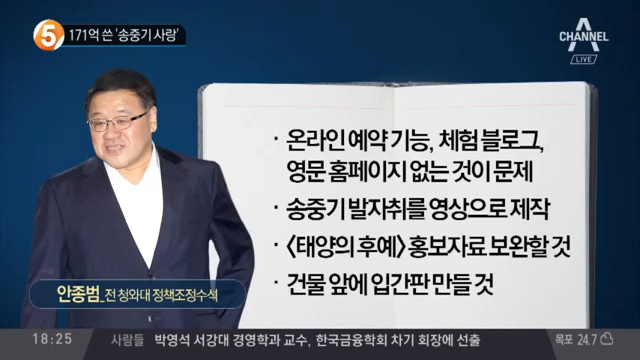 5
171억 쓴 '송중기 사랑'
CHANNEL A
LIVE
· 온라인 예약 기능, 체험 블로그,
영문 홈페이지 없는 것이 문제
· 송중기 발자취를 영상으로 제작
· <태양의 후예> 홍보자료 보완할 것
· 건물 앞에 입간판 만들 것
안종범_전 청와대 정책조정수석
18:25 사람들 박영석 서강대 경영학과 교수, 한국금융학회 차기 회장에 선출 목포 24.7